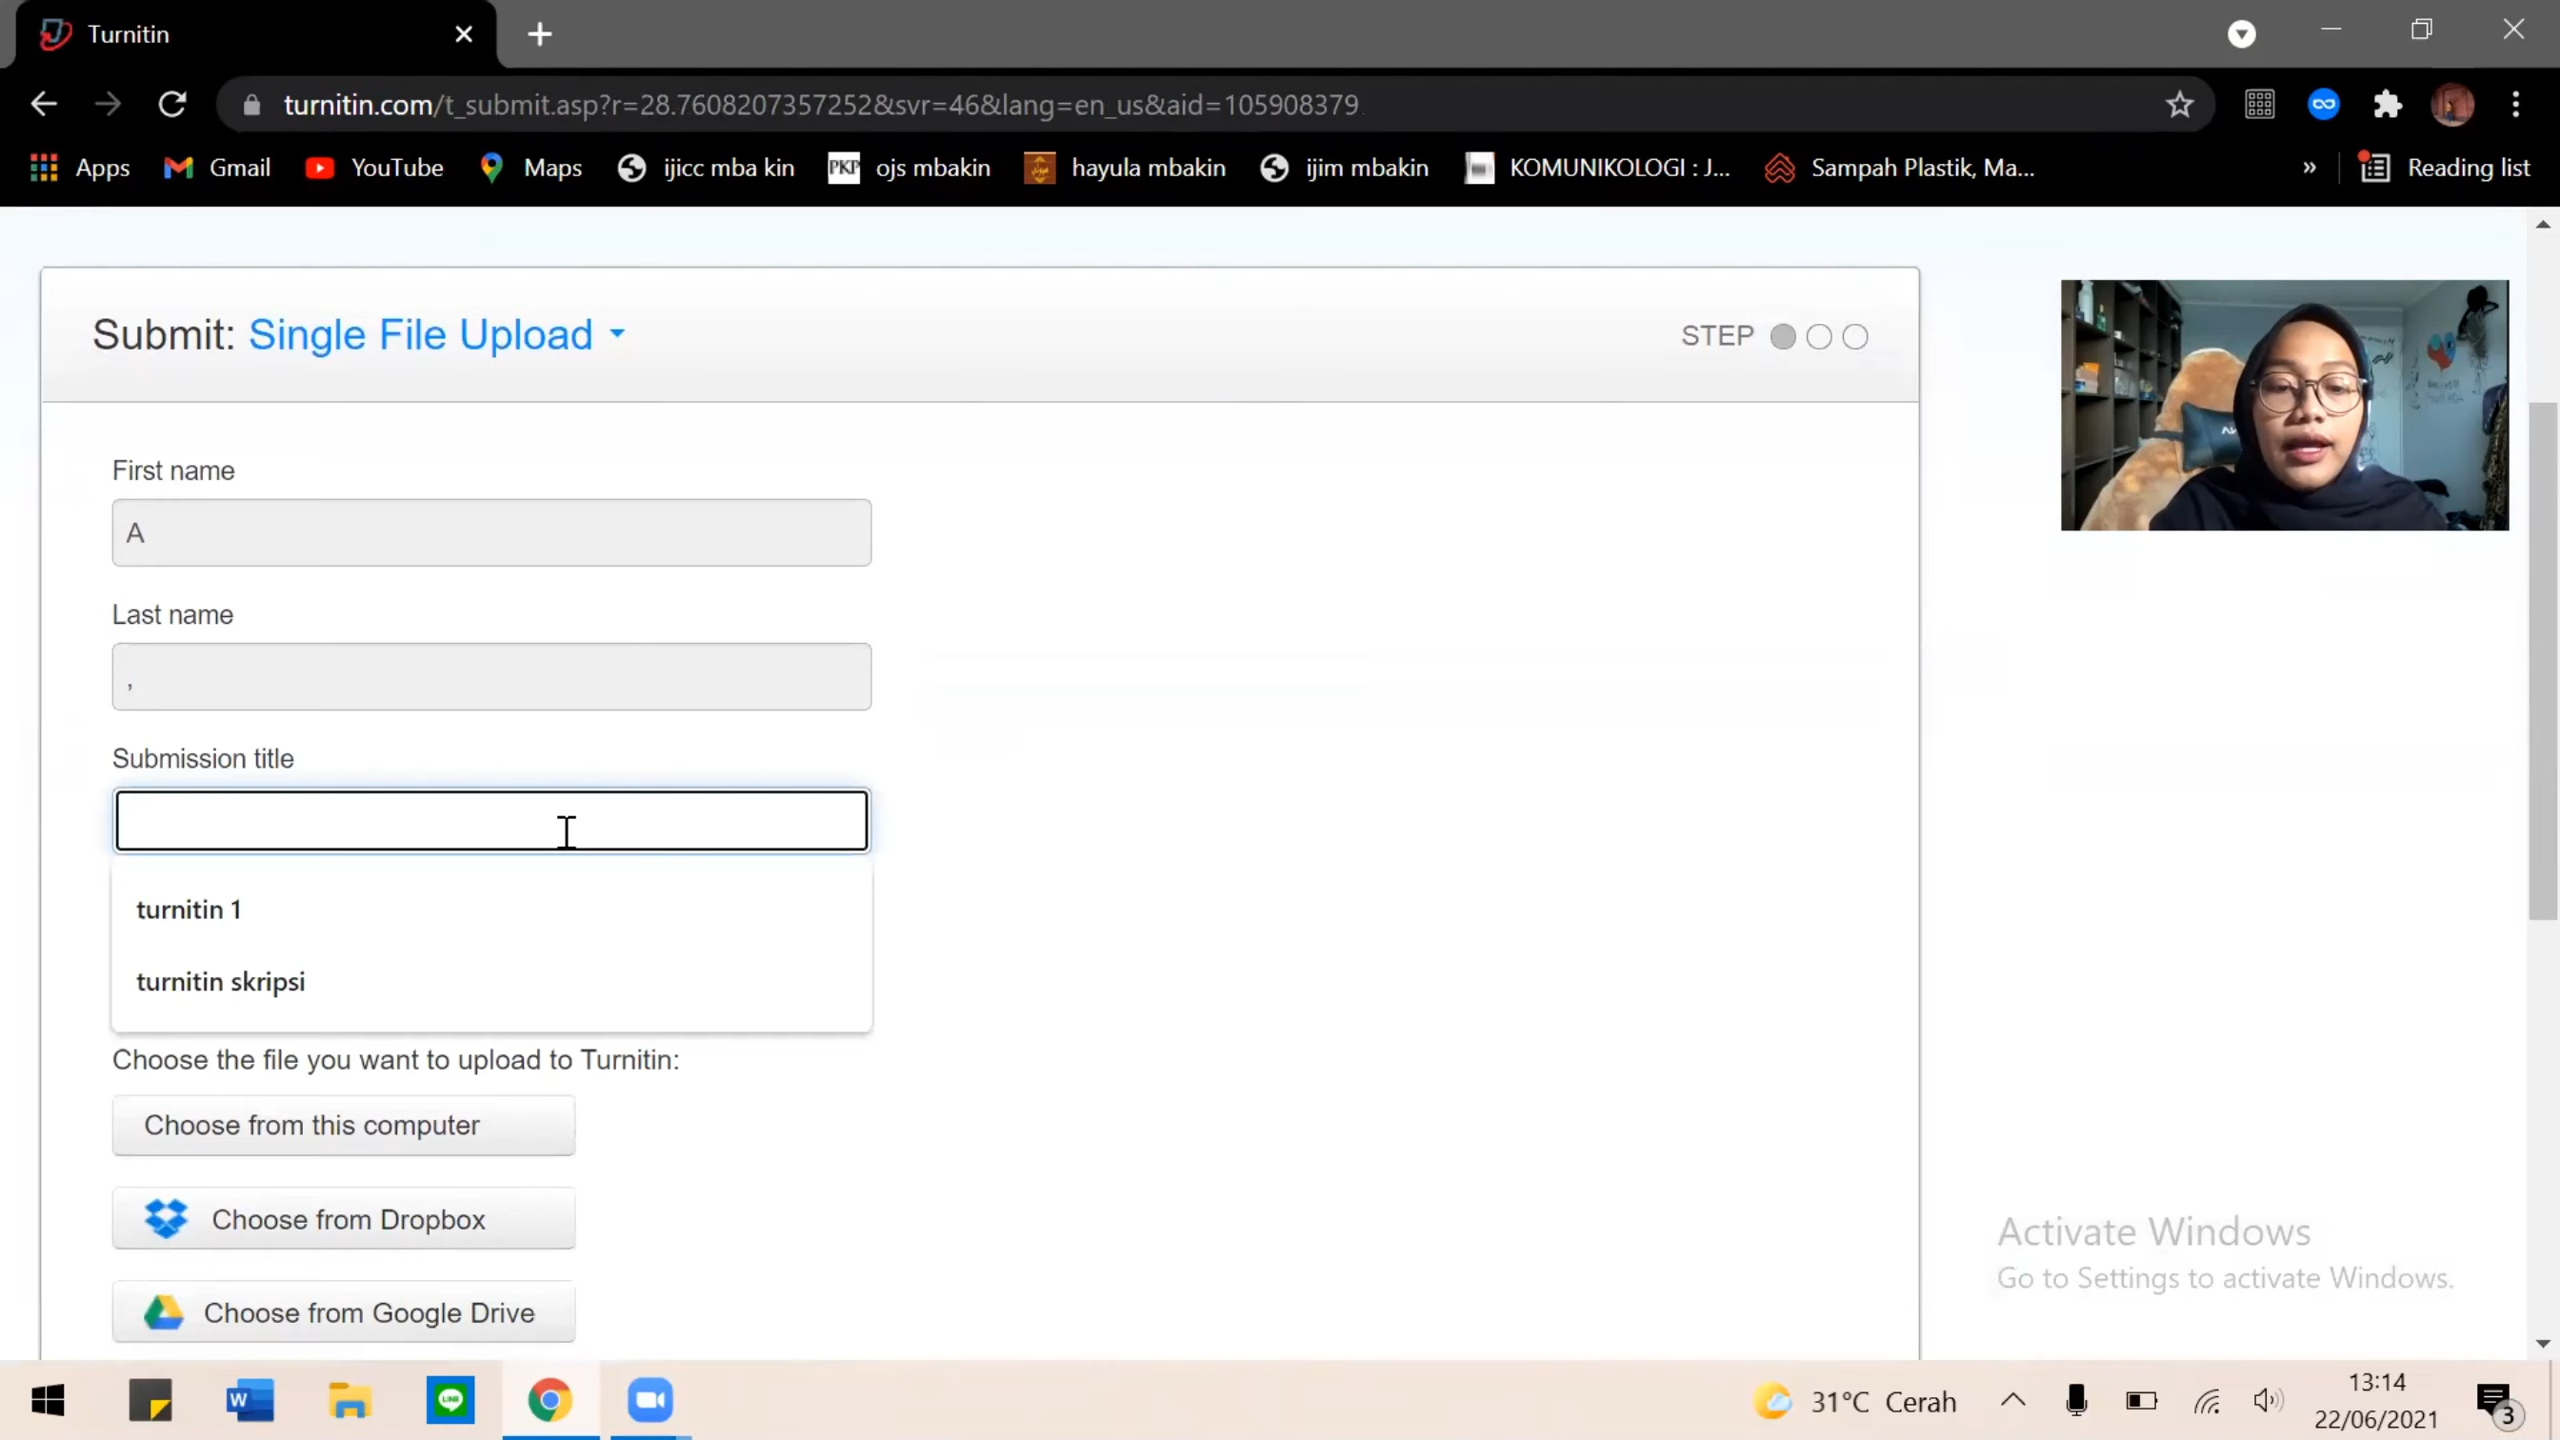 Turnitin
turnitin.com/t_submit.asp?r=28.7608207357252&svr=46&lang=en_us&aid=105908379
Apps Gmail YouTube Maps ijicc mba kin PKP ojs mbakin hayula mbakin ijim mbakin KOMUNIKOLOGI : J... Sampah Plastik, Ma... » Reading list
Submit: Single File Upload
STEP
First name
A
Last name
,
Submission title
turnitin 1
turnitin skripsi
Choose the file you want to upload to Turnitin:
Choose from this computer
Choose from Dropbox
Choose from Google Drive
Activate Windows
Go to Settings to activate Windows.
W LINE 31°C Cerah
13:14
22/06/2021
3